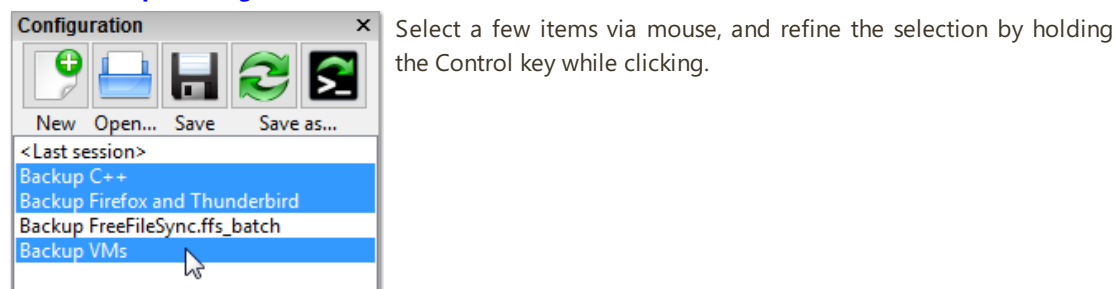 Configuration
New Open... Save Save as...
<Last session>
Backup C++
Backup Firefox and Thunderbird
Backup FreeFileSync.ffs_batch
Backup VMs
Select a few items via mouse, and refine the selection by holding
the Control key while clicking.